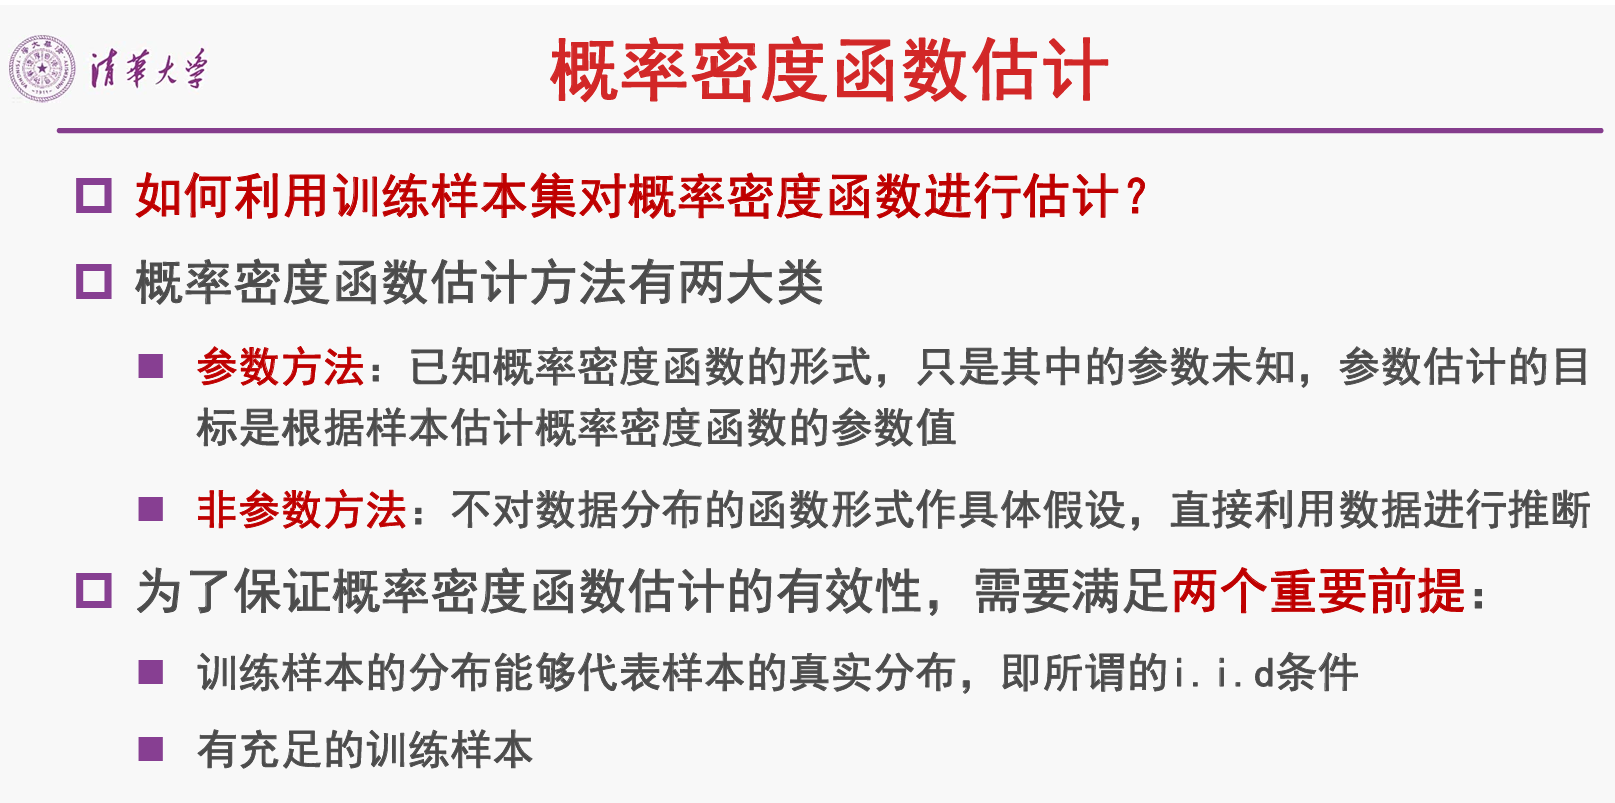 清华大学
概率密度函数估计
如何利用训练样本集对概率密度函数进行估计？
概率密度函数估计方法有两大类
参数方法：已知概率密度函数的形式，只是其中的参数未知，参数估计的目
标是根据样本估计概率密度函数的参数值
非参数方法：不对数据分布的函数形式作具体假设，直接利用数据进行推断
为了保证概率密度函数估计的有效性，需要满足两个重要前提：
训练样本的分布能够代表样本的真实分布，即所谓的i.i.d条件
有充足的训练样本